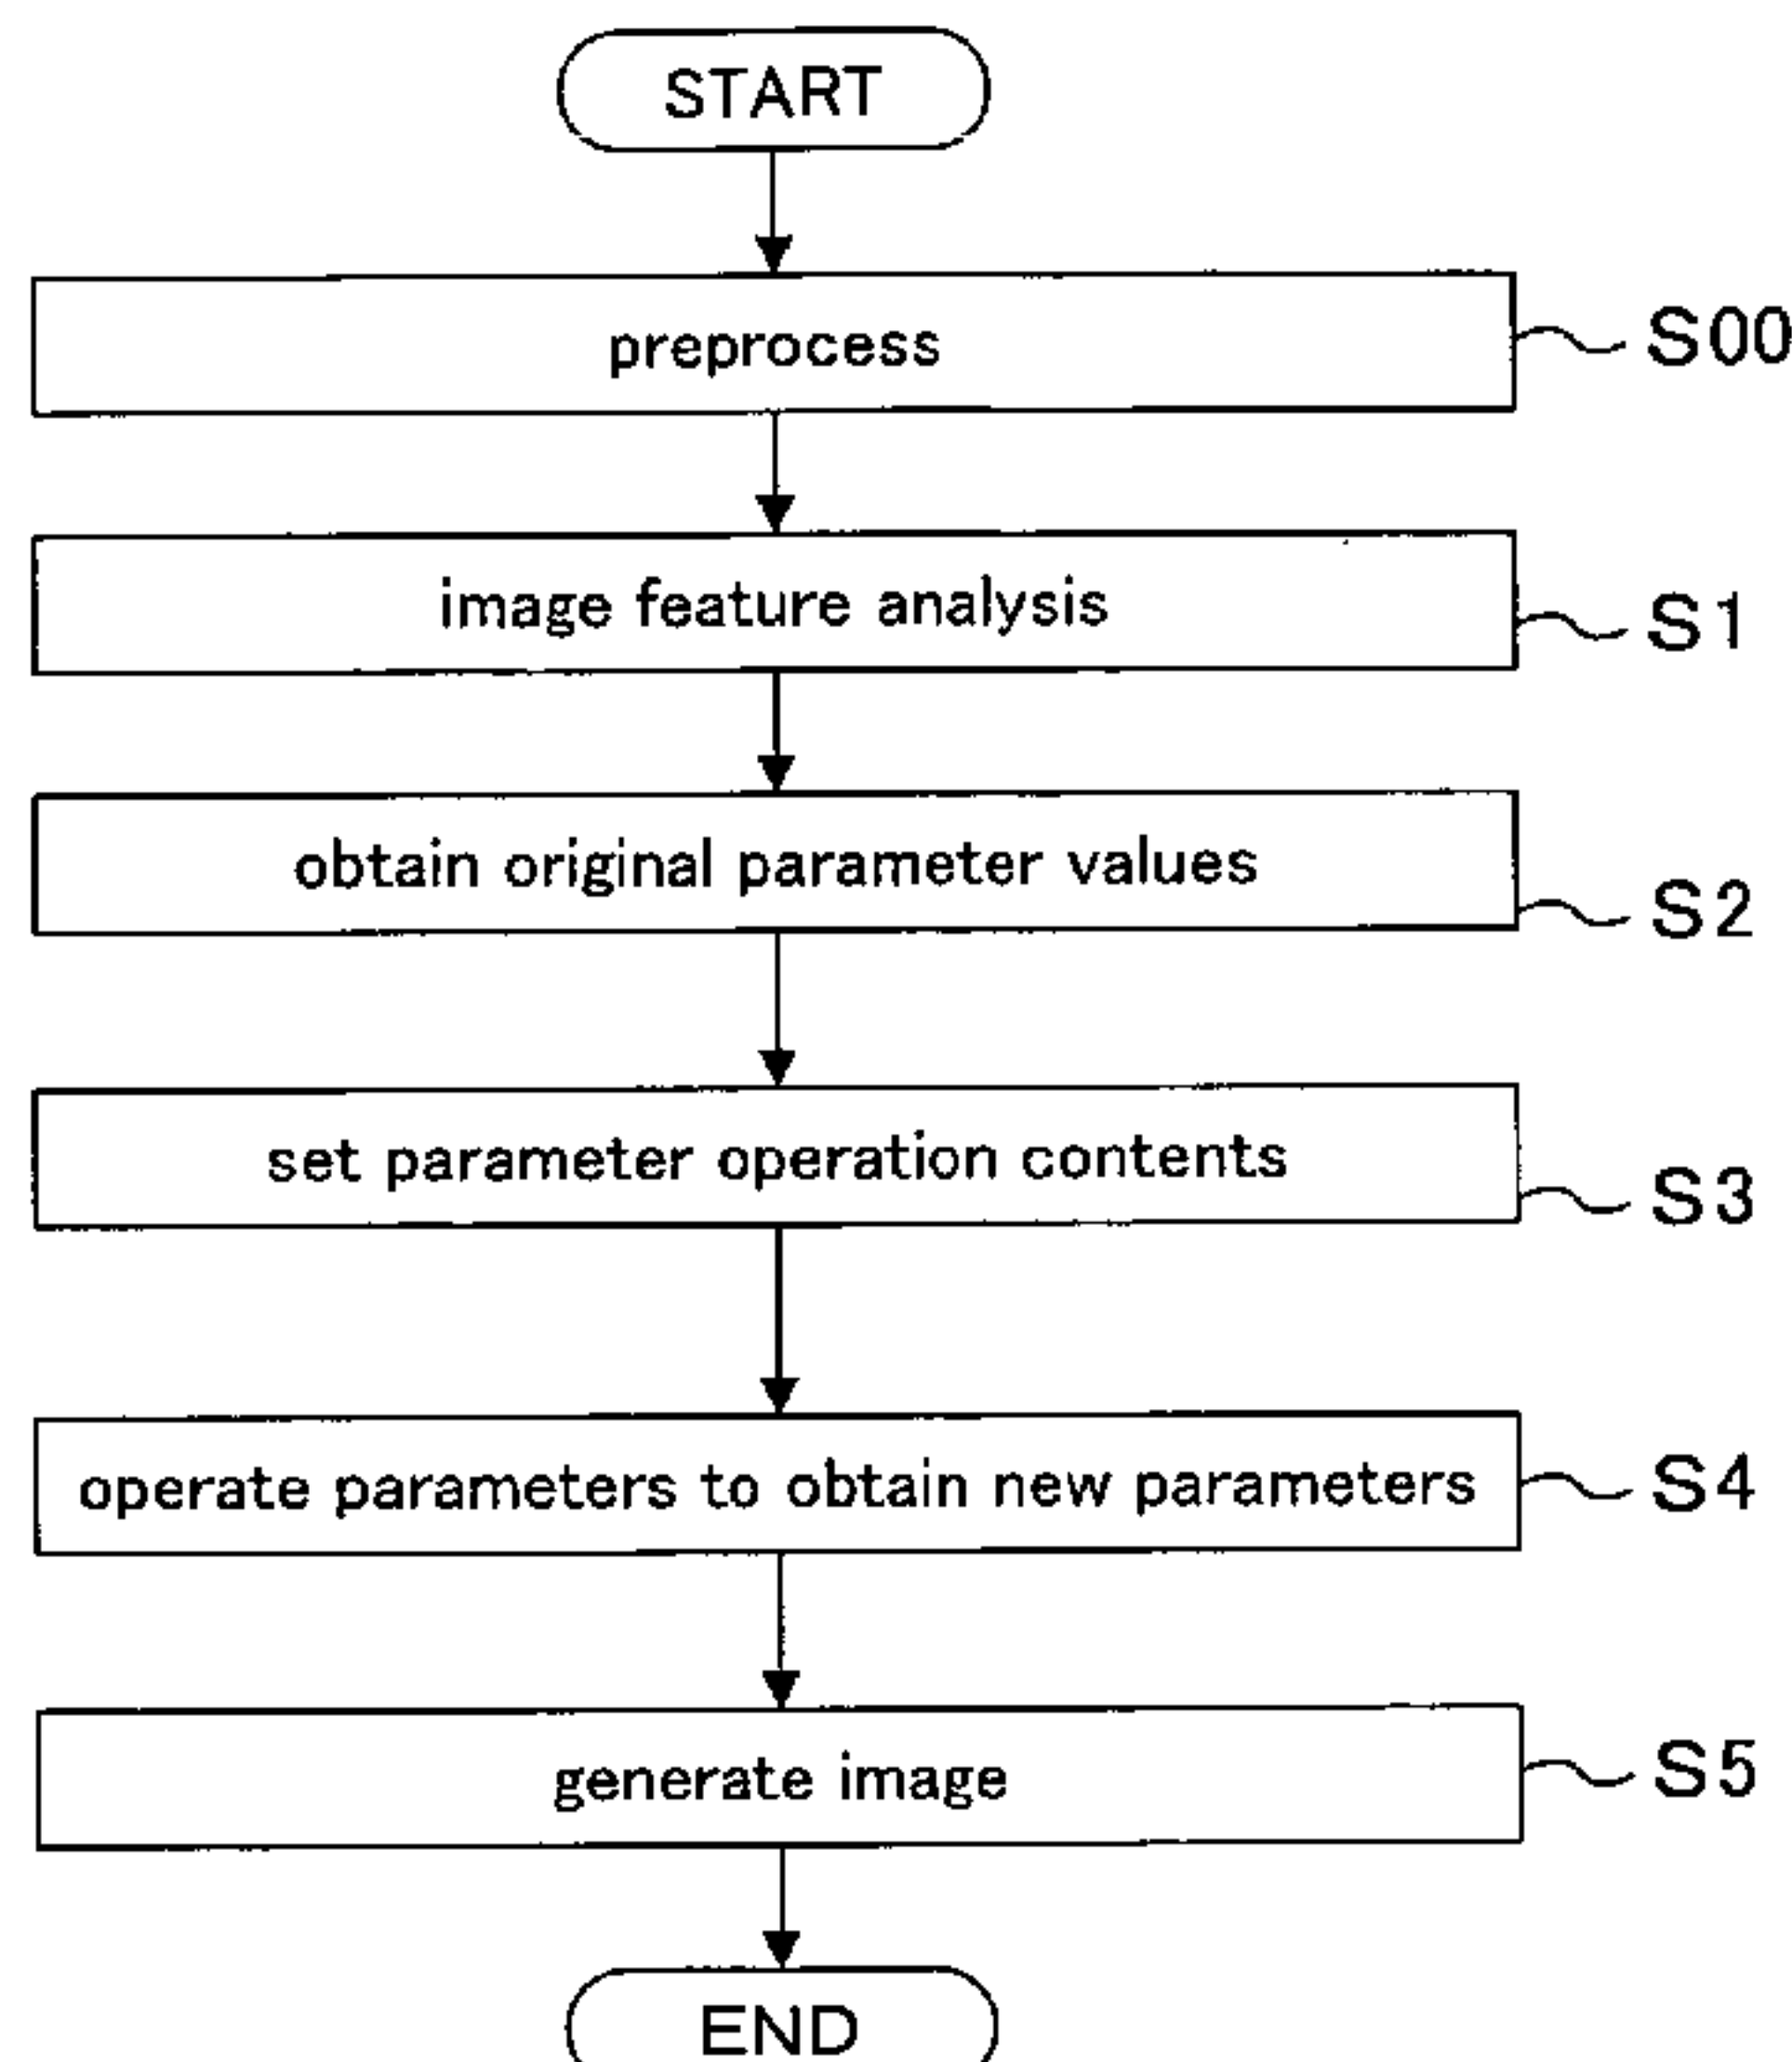 START
preprocess S00
image feature analysis S1
obtain original parameter values S2
set parameter operation contents S3
operate parameters to obtain new parameters S4
generate image S5
END